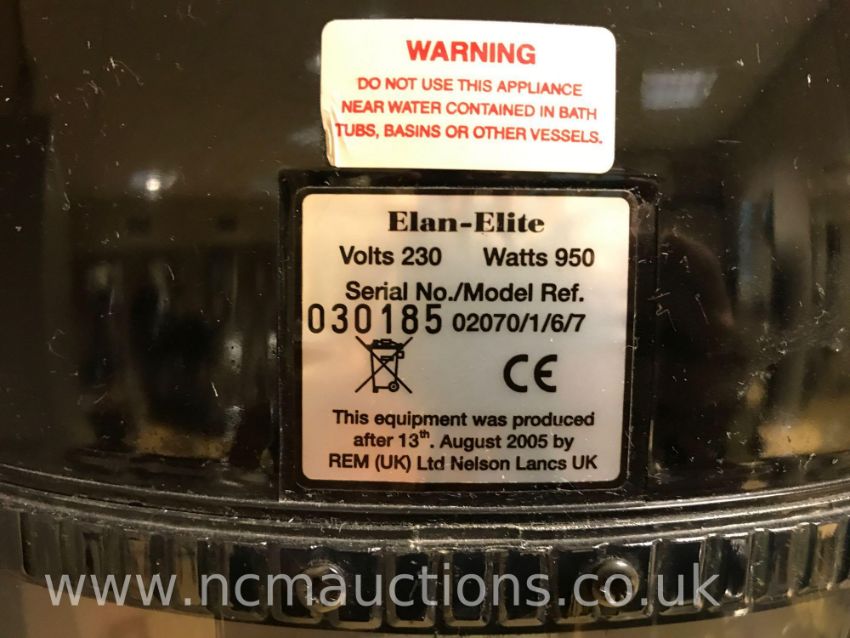 WARNING
DO NOT USE THIS APPLIANCE
NEAR WATER CONTAINED IN BATH
TUBS, BASINS OR OTHER VESSELS.
Elan-Elite
Volts 230 Watts 950
Serial No./Model Ref.
030185 02070/1/6/7
CE
This equipment was produced
after 13th. August 2005 by
REM (UK) Ltd Nelson Lancs UK
www.ncmauctions.co.uk